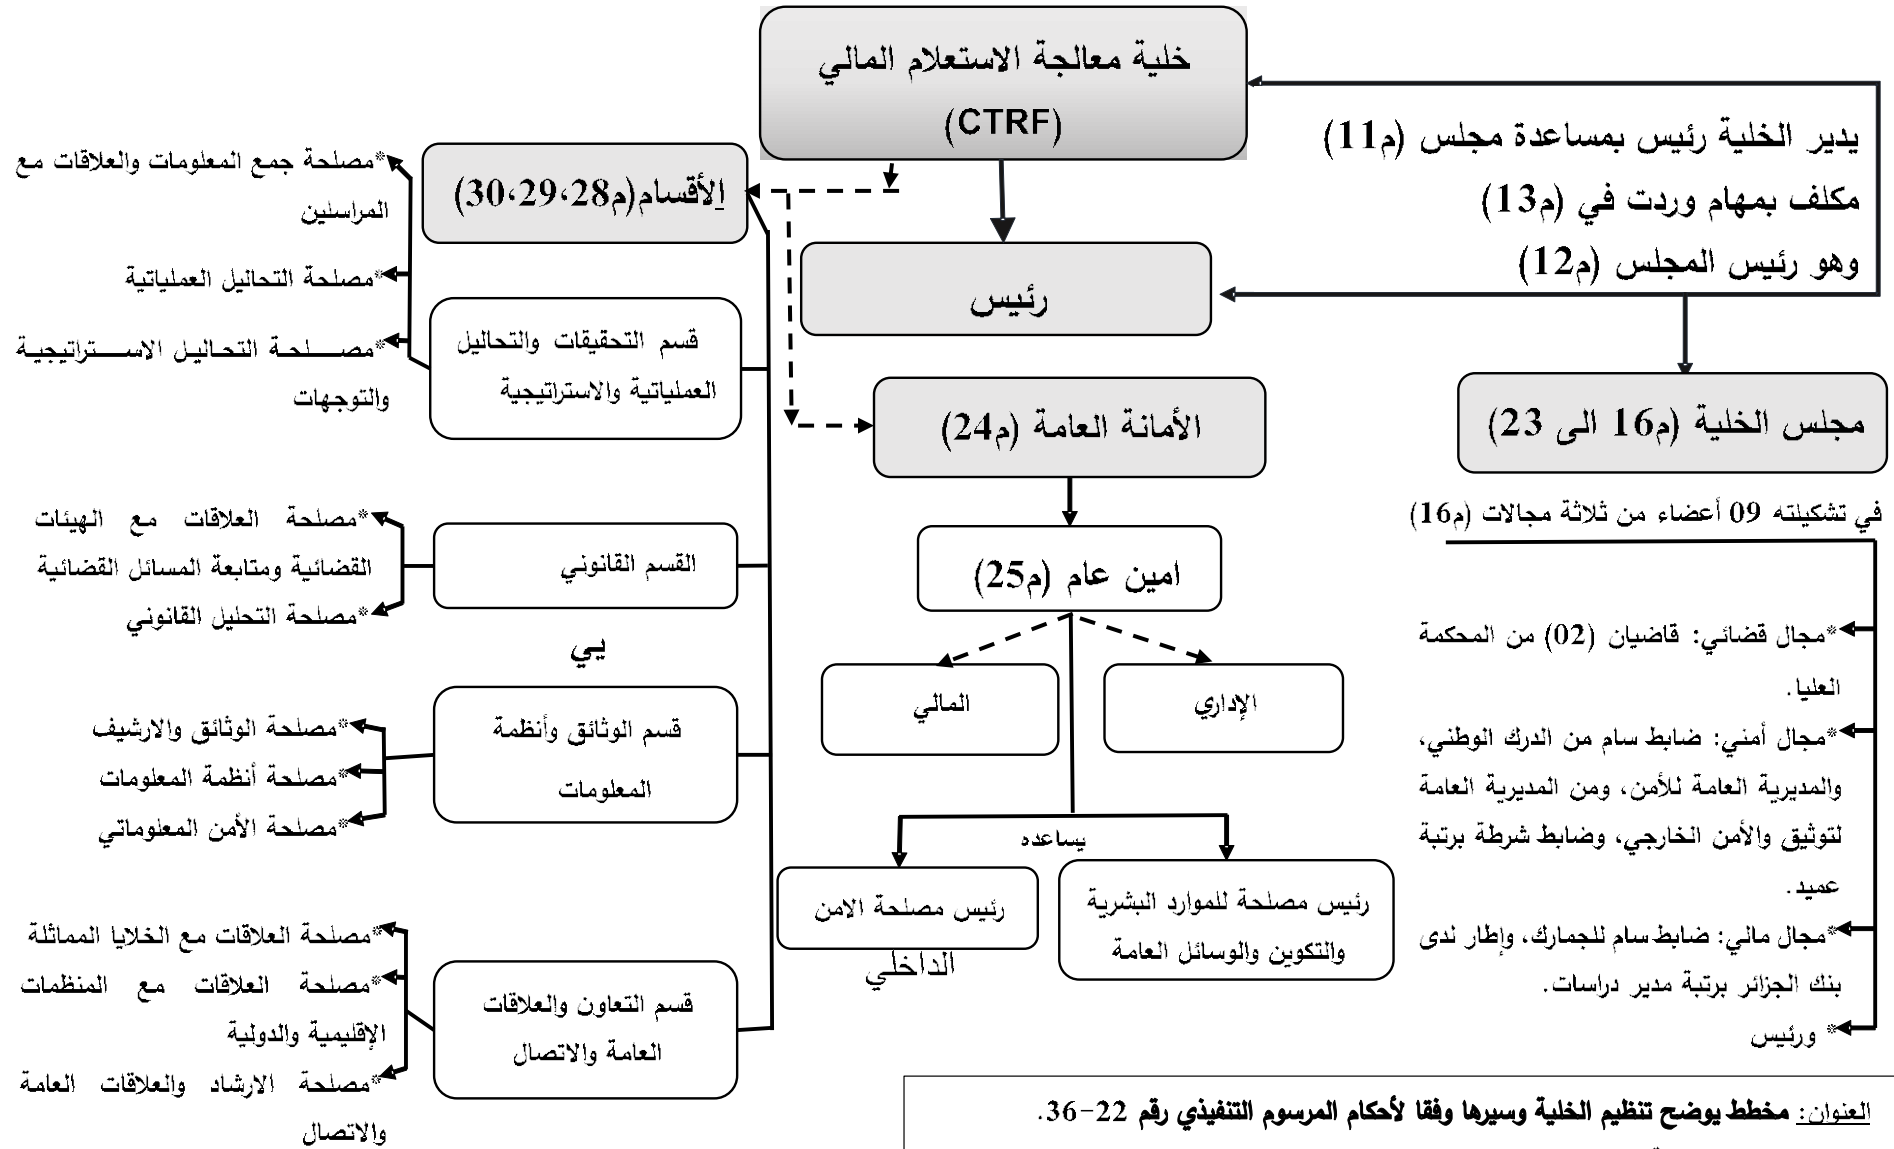 خلية معالجة الاستعلام المالي
(CTRF)
يدير الخلية رئيس بمساعدة مجلس (م11)
مكلف بمهام وردت في (م13)
وهو رئيس المجلس (م12)
رئيس
مجلس الخلية (م16 الى 23)
في تشكيلته 09 أعضاء من ثلاثة مجالات (م16)
*مجال قضائي: قاضيان (02) من المحكمة
العليا.
*مجال أمني: ضابط سام من الدرك الوطني،
والمديرية العامة للأمن، ومن المديرية العامة
لتوثيق والأمن الخارجي، وضابط شرطة برتبة
عميد.
*مجال مالي: ضابط سام للجمارك، وإطار لدى
بنك الجزائر برتبة مدير دراسات.
* ورئيس
الأمانة العامة (م24)
امين عام (م25)
الإداري
المالي
يساعده
رئيس مصلحة للموارد البشرية
والتكوين والوسائل العامة
رئيس مصلحة الامن
الداخلي
الأقسام(م28،29،30)
قسم التحقيقات والتحاليل
العملياتية والاستراتيجية
*مصلحة جمع المعلومات والعلاقات مع
المراسلين
*مصلحة التحاليل العملياتية
*مصلحة التحاليل الاستراتيجية
والتوجهات
القسم القانوني
*مصلحة العلاقات مع الهيئات
القضائية ومتابعة المسائل القضائية
*مصلحة التحليل القانوني
يي
قسم الوثائق وأنظمة
المعلومات
*مصلحة الوثائق والارشيف
*مصلحة أنظمة المعلومات
*مصلحة الأمن المعلوماتي
قسم التعاون والعلاقات
العامة والاتصال
*مصلحة العلاقات مع الخلايا المماثلة
*مصلحة العلاقات مع المنظمات
الإقليمية والدولية
*مصلحة الارشاد والعلاقات العامة
والاتصال
العنوان: مخطط يوضح تنظيم الخلية وسيرها وفقا لأحكام المرسوم التنفيذي رقم 22-36.